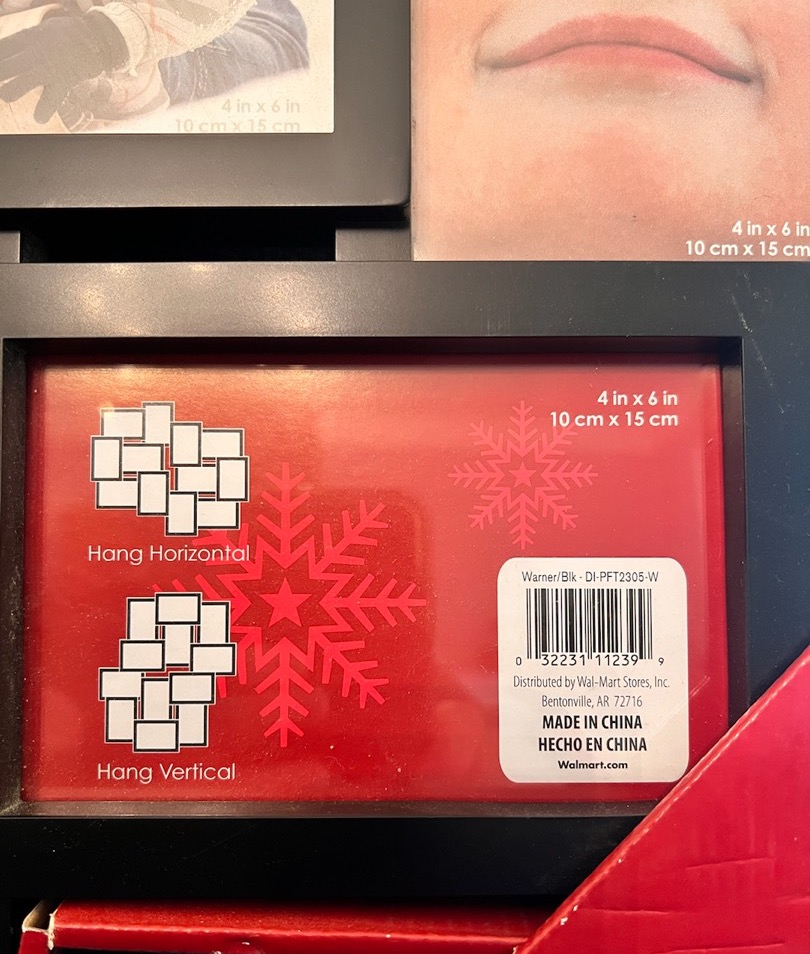 4 in x 6 in
10 cm x 15 cm
4 in x 6 in
10 cm x 15 cm
4 in x 6 in
10 cm x 15 cm
Hang Horizontal
Hang Vertical
Warner/Blk - DI-PFT2305-W
0 32231 11239 9
Distributed by Wal-Mart Stores, Inc.
Bentonville, AR 72716
MADE IN CHINA
HECHO EN CHINA
Walmart.com